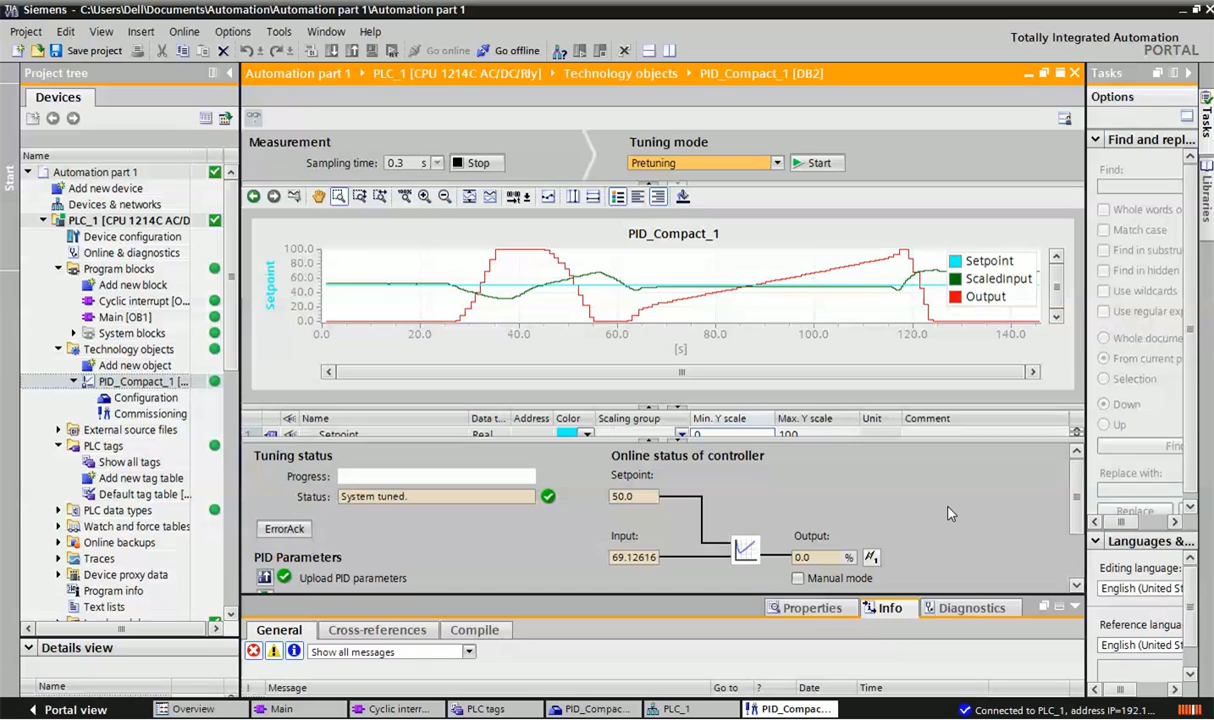 Siemens - C:\Users\Dell\Documents\Automation\Automation part 1\Automation part 1
Project Edit View Insert Online Options Tools Window Help
Totally Integrated Automation
PORTAL
Save project Go online Go offline
Project tree
Automation part 1 PLC_1 [CPU 1214C AC/DC/Rly] Technology objects PID_Compact_1 [DB2]
Tasks
Devices
Options
Start
Tasks
Libraries
Name
Automation part 1
Add new device
Devices & networks
PLC_1 [CPU 1214C AC/D
Device configuration
Online & diagnostics
Program blocks
Add new block
Cyclic interrupt [O...
Main [OB1]
System blocks
Technology objects
Add new object
PID_Compact_1 [...
Configuration
Commissioning
External source files
PLC tags
Show all tags
Add new tag table
Default tag table [...
PLC data types
Watch and force tables
Online backups
Traces
Device proxy data
Program info
Text lists
Details view
Name
Measurement
Sampling time: 0.3 s Stop
Tuning mode
Pretuning Start
PID_Compact_1
Setpoint
100.0
80.0
60.0
40.0
20.0
0.0
0.0 20.0 40.0 60.0 80.0 100.0 120.0 140.0
[s]
Setpoint
ScaledInput
Output
Name Data t... Address Color Scaling group Min. Y scale Max. Y scale Unit Comment
1 Setpoint Real 0 100
Tuning status
Progress:
Status: System tuned.
ErrorAck
PID Parameters
Upload PID parameters
Online status of controller
Setpoint:
50.0
Input:
69.12616
Output:
0.0 %
Manual mode
Properties Info Diagnostics
General Cross-references Compile
Show all messages
! Message Go to ? Date Time
Find and repl...
Find:
Whole words o
Match case
Find in substru
Find in hidden
Use wildcards
Use regular exp
Whole docume
From current p
Selection
Down
Up
Find
Replace with:
Replace
Languages &...
Editing language:
English (United St
Reference langua
English (United St
Portal view Overview Main Cyclic interr... PLC tags PID_Compac... PLC_1 PID_Compac...
Connected to PLC_1, address IP=192.1...